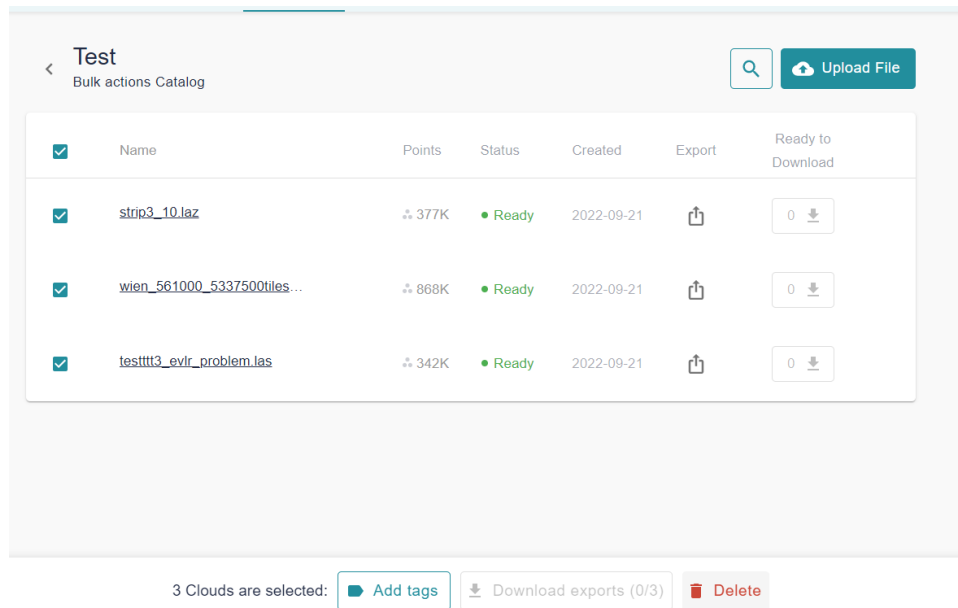 Test
Bulk actions Catalog
Upload File
Name Points Status Created Export Ready to Download
strip3_10.laz 377K Ready 2022-09-21 0
wien_561000_5337500tiles... 868K Ready 2022-09-21 0
testttt3_evlr_problem.las 342K Ready 2022-09-21 0
3 Clouds are selected: Add tags Download exports (0/3) Delete